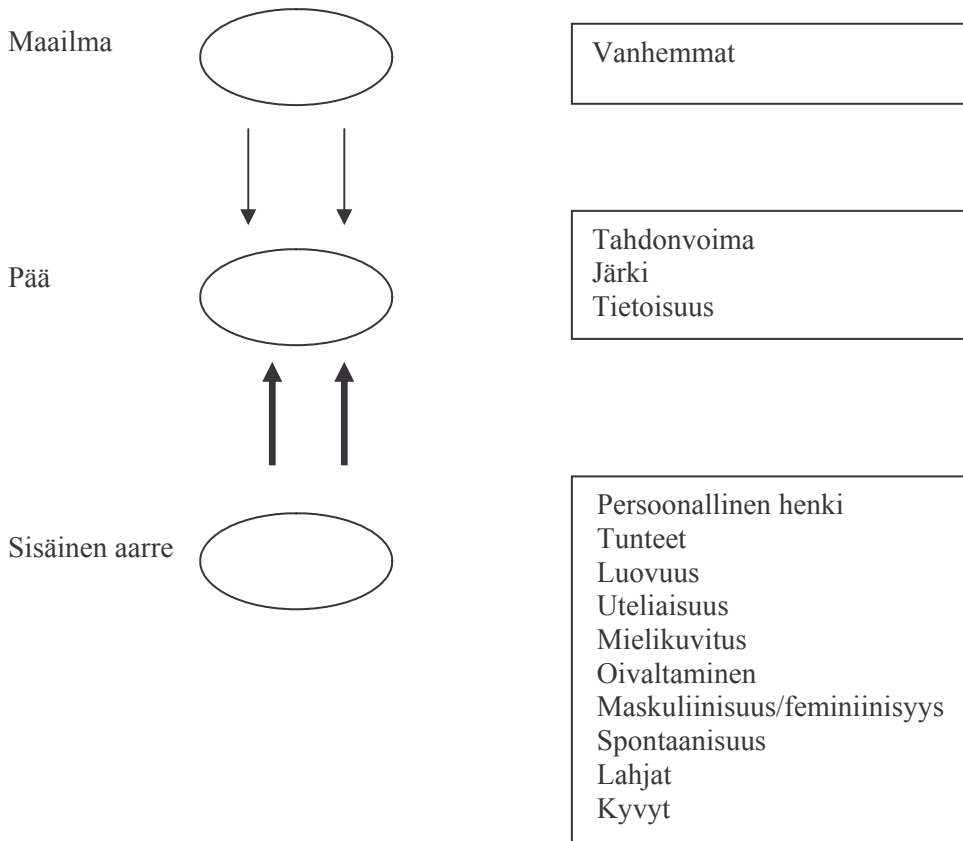 Maailma
Vanhemmat
Pää
Tahdonvoima
Järki
Tietoisuus
Sisäinen aarre
Persoonallinen henki
Tunteet
Luovuus
Uteliaisuus
Mielikuvitus
Oivaltaminen
Maskuliinisuus/feminiinisyys
Spontaanisuus
Lahjat
Kyvyt